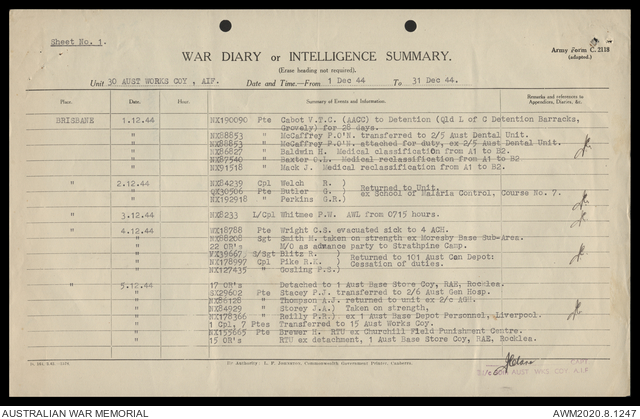 Sheet No. 1.
WAR DIARY or INTELLIGENCE SUMMARY.
Army Form C. 2118
(adapted.)
(Erase heading not required).
Unit 30 AUST WORKS COY, AIF. Date and Time—From 1 Dec 44 To 31 Dec 44.
Place. Date. Hour. Summary of Events and Information. Remarks and references to Appendices, Diaries, &c.
BRISBANE 1.12.44 NX190090 Pte Cabot V.T.C. (AACC) to Detention (Qld L of C Detention Barracks,
Grovely) for 28 days.
" NX88853 " McCaffrey P.O'N. transferred to 2/5 Aust Dental Unit.
" NX88853 " McCaffrey P.O'N. attached for duty, ex 2/5 Aust Dental Unit.
" NX86827 " Baldwin H. Medical classification from A1 to B2
" NX87540 " Baxter C.L. Medical reclassification from A1 to B2
" NX91518 " Mack J. Medical reclassification from A1 to B2.
" 2.12.44 NX84239 Cpl Welch R. ) Returned to Unit,
" QX30506 Pte Butler G. ) ex School of Malaria Control, Course No. 7.
" NX192918 " Perkins G.R.)
" 3.12.44 NX8233 L/Cpl Whitmee P.W. AWL from 0715 hours.
" 4.12.44 NX18788 Pte Wright C.S. evacuated sick to 4 ACH.
" NX88208 Sgt Smith M. taken on strength ex Moresby Base Sub-Area.
" 22 OR's M/O as advance party to Strathpine Camp.
" VX39667 S/Sgt Blitz R. ) Returned to 101 Aust Con Depot:
" NX178997 Cpl Pike R.K. ) Cessation of duties.
" NX127435 " Gosling P.S.)
" 5.12.44 17 OR's Detached to 1 Aust Base Store Coy, RAE, Rocklea.
" SX29602 Pte Stacey P.J. transferred to 2/6 Aust Gen Hosp.
" NX86128 " Thompson A.J. returned to unit ex 2/c AGH.
" NX84929 " Storey J.A.) Taken on strength,
" NX178366 " Reilly P.R.) ex 1 Aust Base Depot Personnel, Liverpool.
" 1 Cpl, 7 Ptes Transferred to 15 Aust Works Coy.
" NX153665 Pte Brewer H. RTU ex Churchill Field Punishment Centre.
" 15 OR's RTU ex detachment, 1 Aust Base Store Coy, RAE, Rocklea.
By Authority: L. F. Johnston, Commonwealth Government Printer, Canberra.
CAPT
AUST WKS COY A.I.F.
AUSTRALIAN WAR MEMORIAL
AWM2020.8.1247